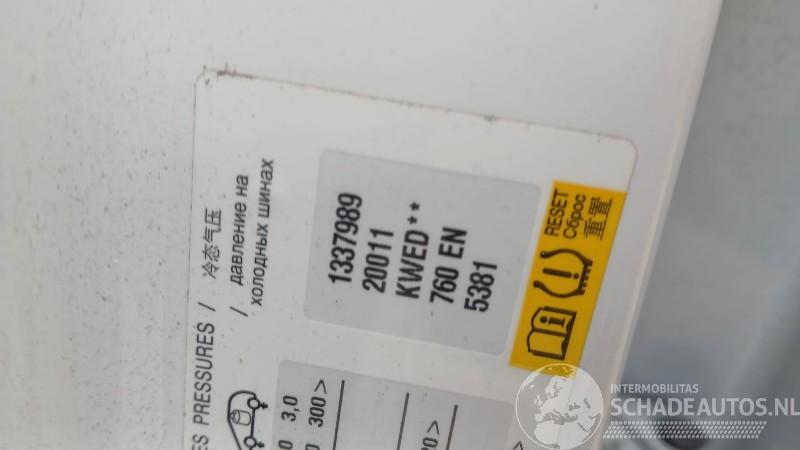 ES PRESSURES / 冷态气压
/ давление на
холодных шинах
1337989
20011
KWED**
760 EN
5381
RESET
Сброс
重置
0 3,0
0 300 >
20>
INTERMOBILITAS
SCHADEAUTOS.NL